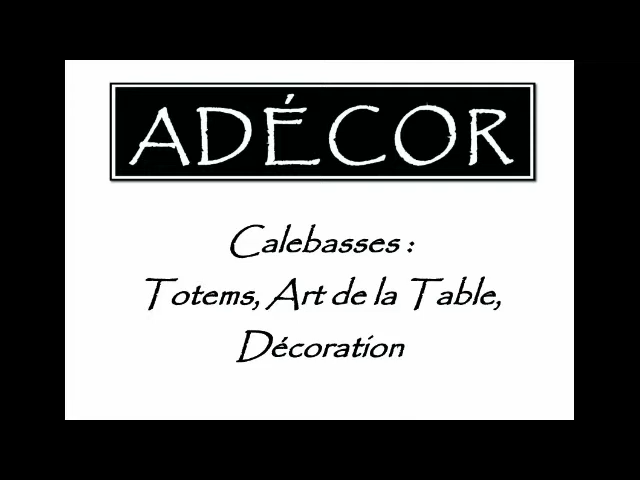 ADÉCOR
Calebasses :
Totems, Art de la Table,
Décoration